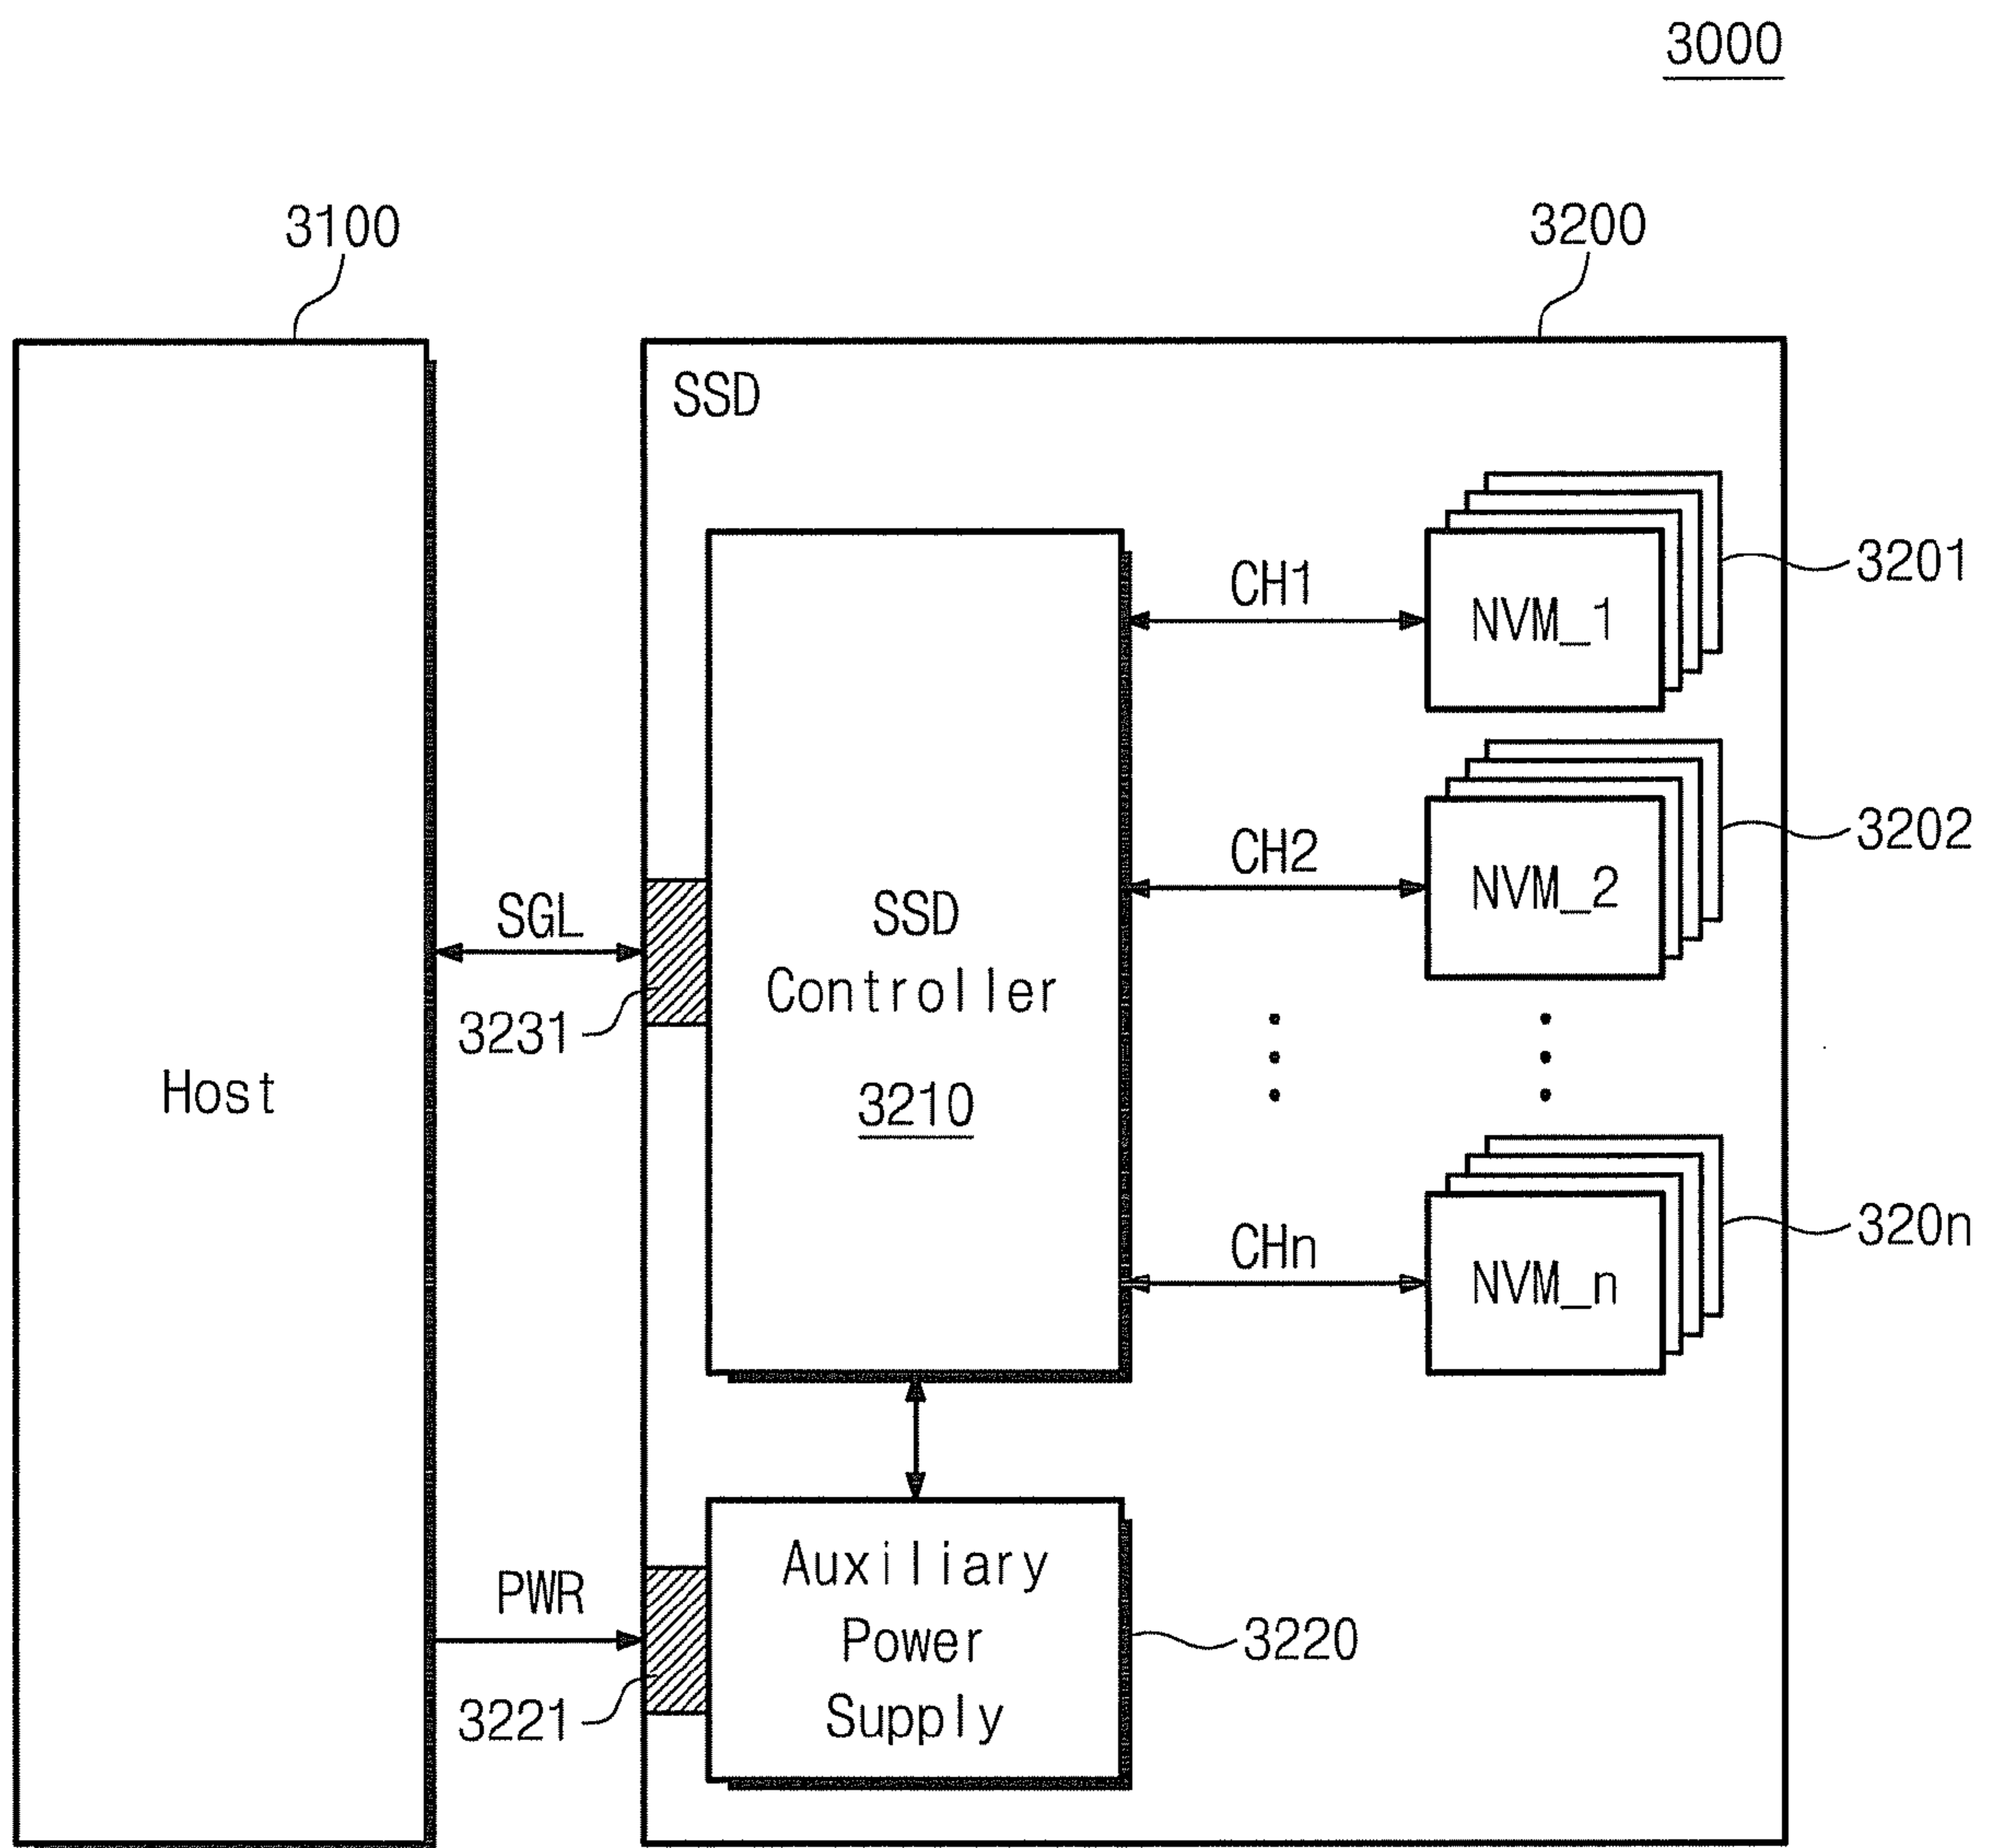 3000
3100
3200
SSD
CH1
NVM_1
3201
CH2
NVM_2
3202
SGL
3231
SSD
Controller
3210
Host
CHn
NVM_n
320n
PWR
3221
Auxiliary
Power
Supply
3220